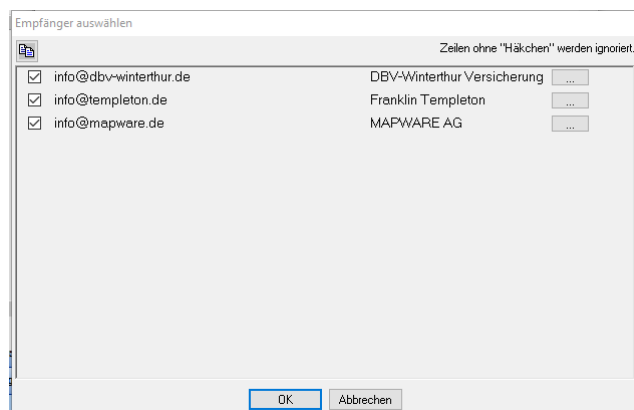 Empfänger auswählen
Zeilen ohne "Häkchen" werden ignoriert.
info@dbv-winterthur.de DBV-Winterthur Versicherung ...
info@templeton.de Franklin Templeton ...
info@mapware.de MAPWARE AG ...
OK Abbrechen